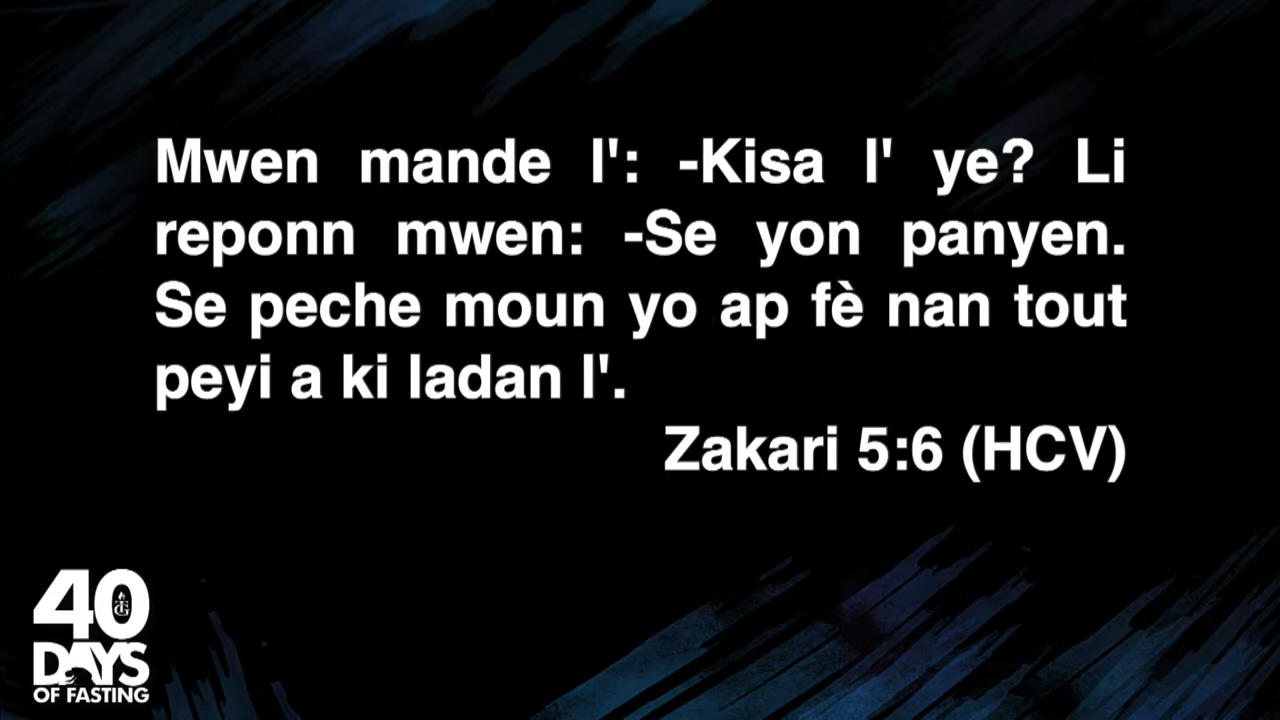 Mwen mande l': -Kisa l' ye? Li
reponn mwen: -Se yon panyen.
Se peche moun yo ap fè nan tout
peyi a ki ladan l'.
Zakari 5:6 (HCV)
40
DAYS
OF FASTING